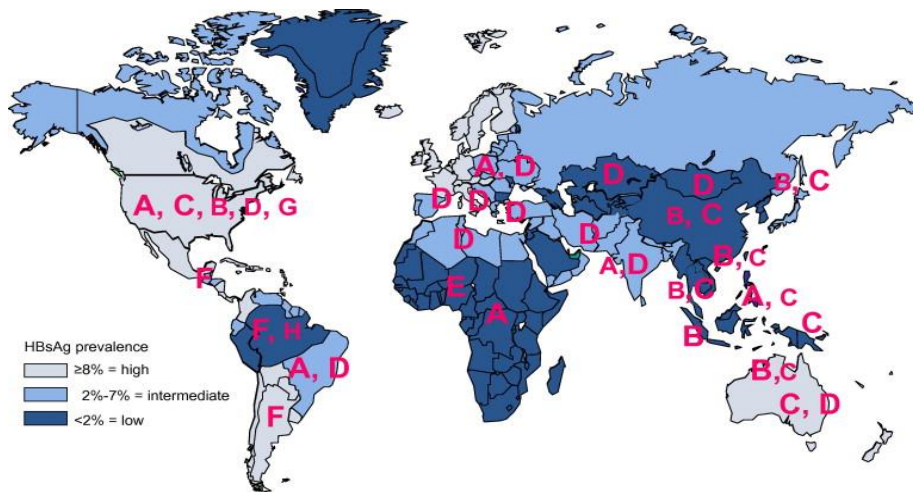 A, D
D
D
B, C
D
D
D
A, C, B, D, G
B, C
D
D
A,D
B, C
F
E
B,C
A, C
A
F, H
C
B
HBsAg prevalence
≥8% = high
2%-7% = intermediate
<2% = low
A, D
B,C
F
C, D